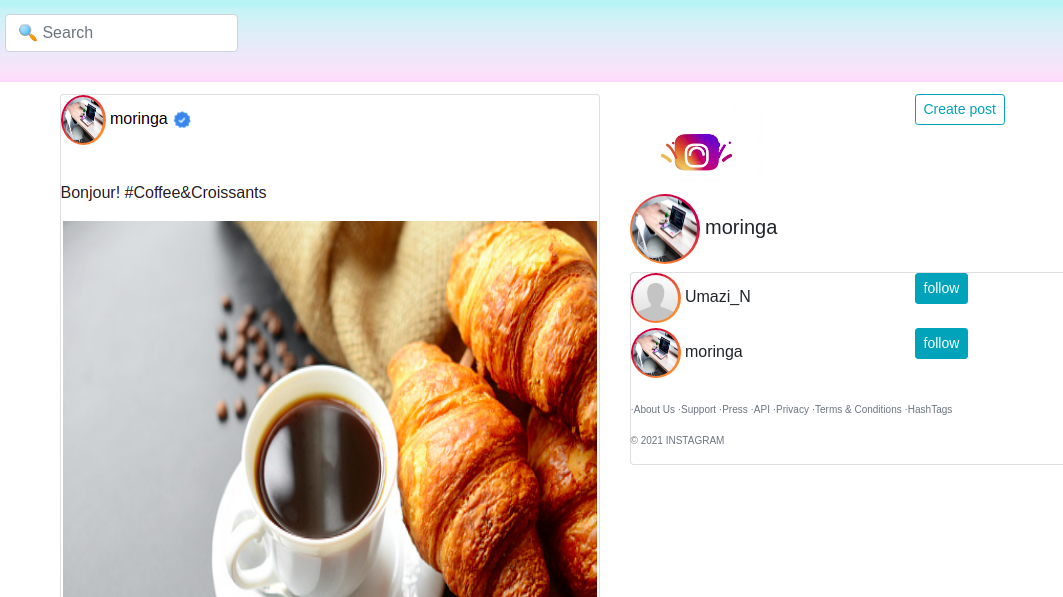 🔍 Search
moringa
Bonjour! #Coffee&Croissants
Create post
moringa
Umazi_N
follow
moringa
follow
·About Us ·Support ·Press ·API ·Privacy ·Terms & Conditions ·HashTags
© 2021 INSTAGRAM